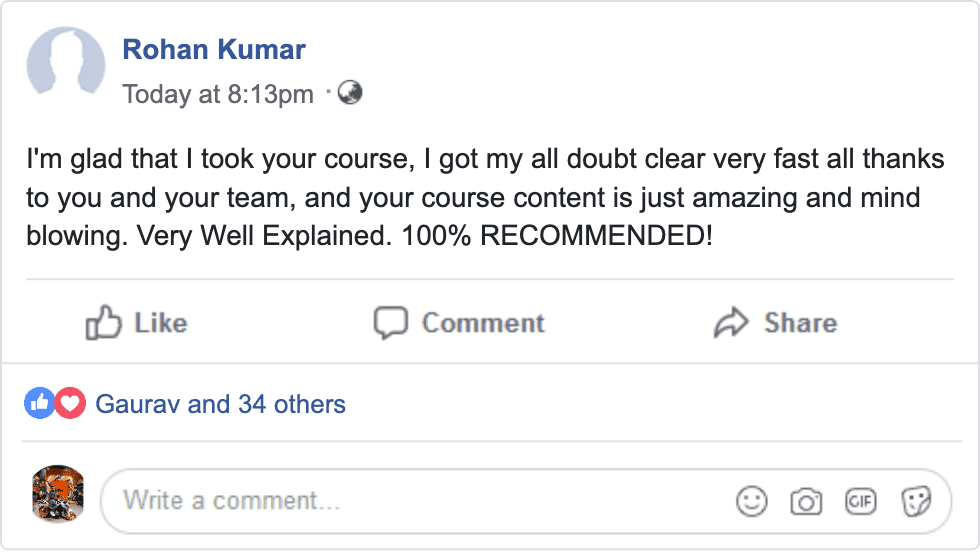 Rohan Kumar
Today at 8:13pm ·
I'm glad that I took your course, I got my all doubt clear very fast all thanks
to you and your team, and your course content is just amazing and mind
blowing. Very Well Explained. 100% RECOMMENDED!
Like Comment Share
Gaurav and 34 others
Write a comment... GIF